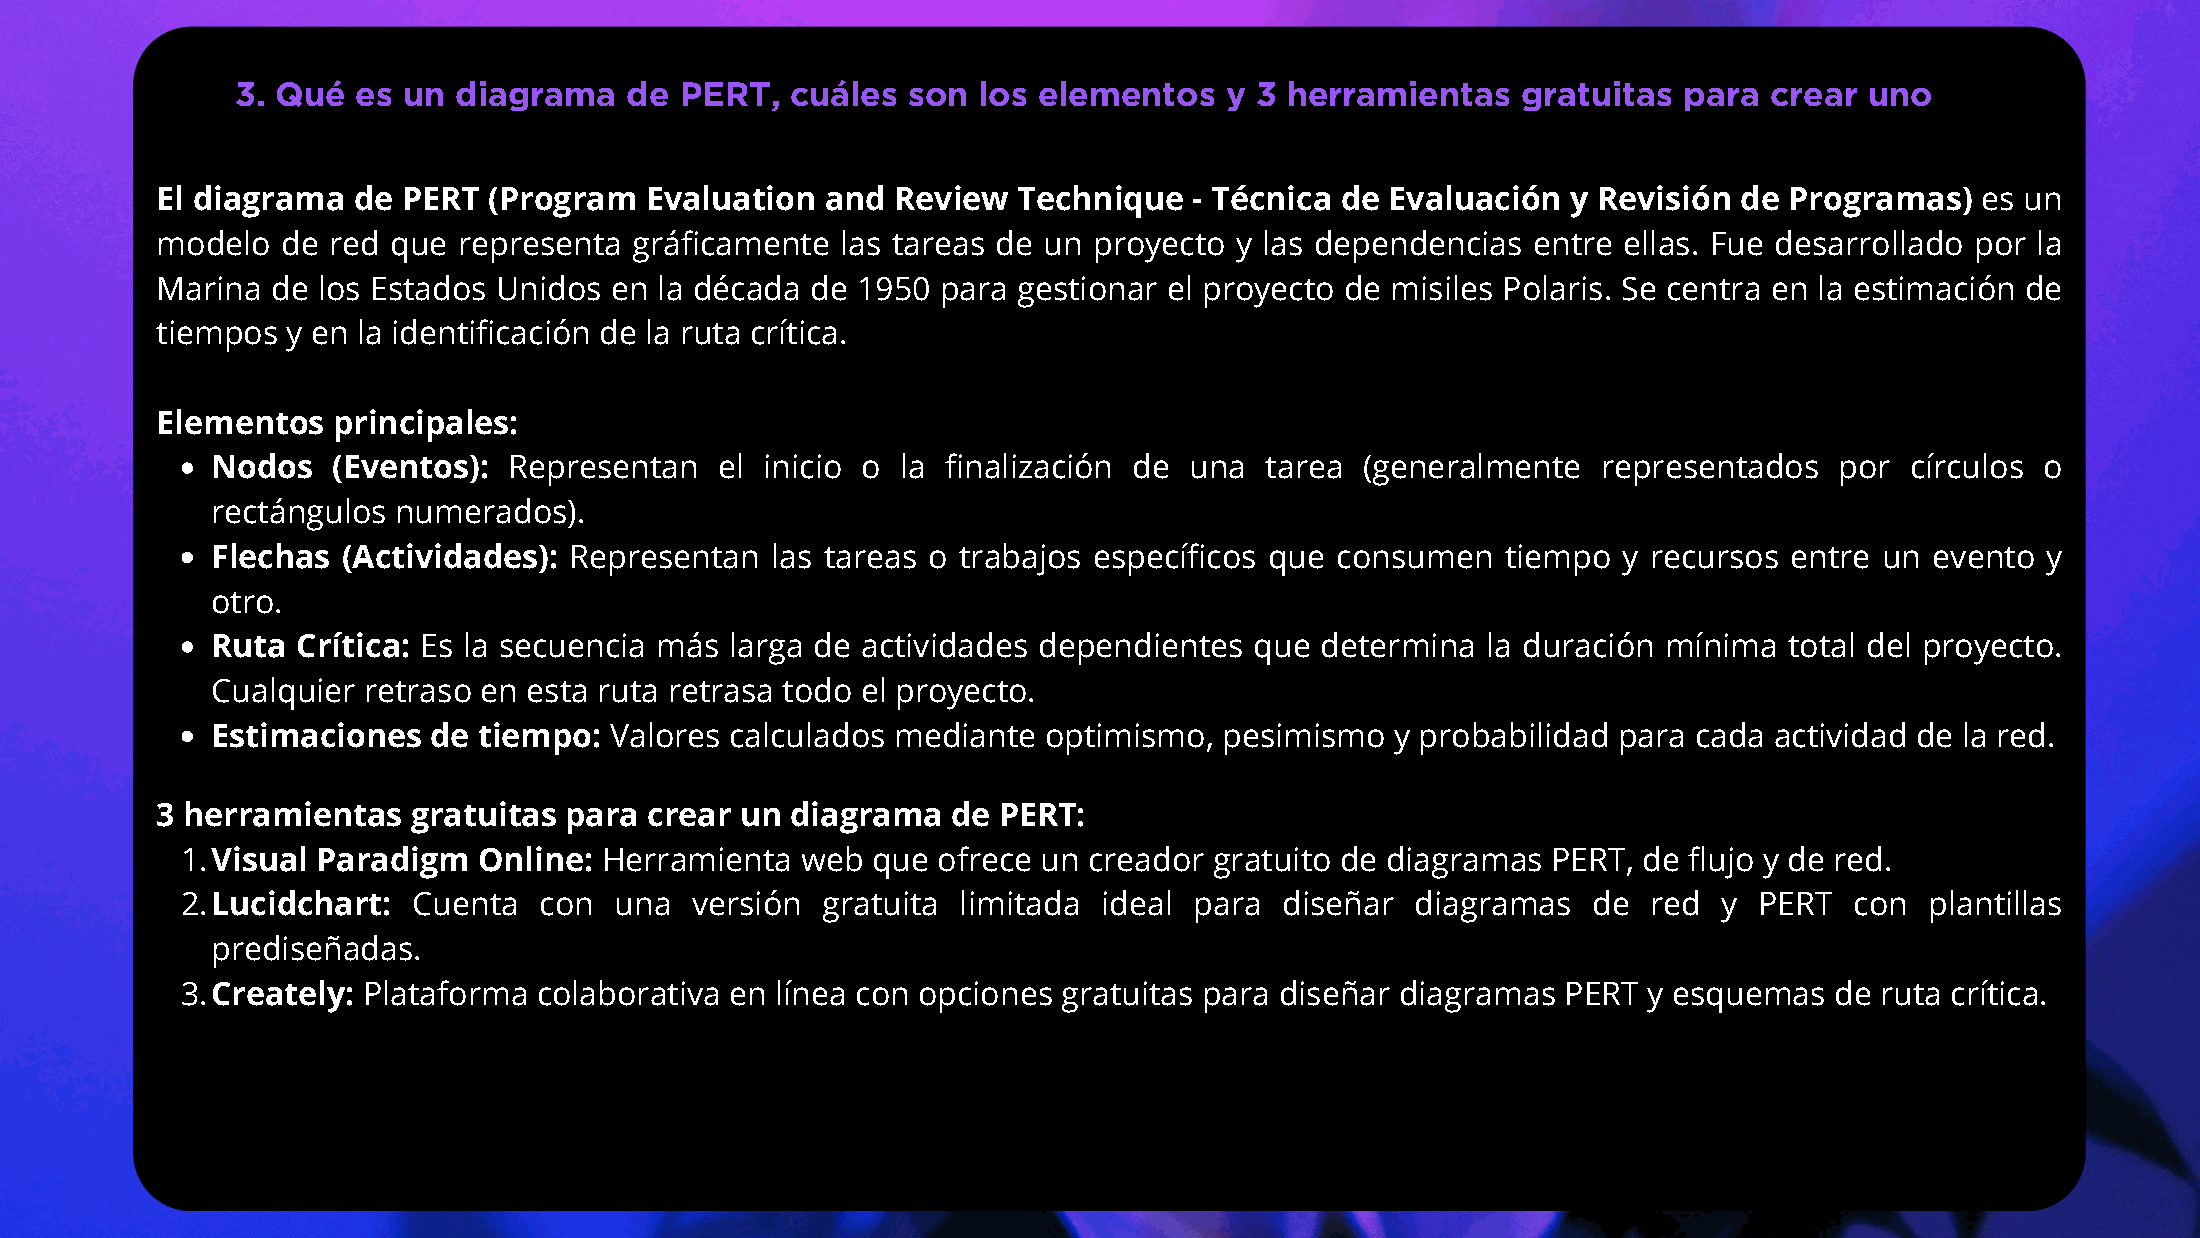 3. Qué es un diagrama de PERT, cuáles son los elementos y 3 herramientas gratuitas para crear uno
El diagrama de PERT (Program Evaluation and Review Technique - Técnica de Evaluación y Revisión de Programas) es un
modelo de red que representa gráficamente las tareas de un proyecto y las dependencias entre ellas. Fue desarrollado por la
Marina de los Estados Unidos en la década de 1950 para gestionar el proyecto de misiles Polaris. Se centra en la estimación de
tiempos y en la identificación de la ruta crítica.
Elementos principales:
• Nodos (Eventos): Representan el inicio o la finalización de una tarea (generalmente representados por círculos o
rectángulos numerados).
• Flechas (Actividades): Representan las tareas o trabajos específicos que consumen tiempo y recursos entre un evento y
otro.
• Ruta Crítica: Es la secuencia más larga de actividades dependientes que determina la duración mínima total del proyecto.
Cualquier retraso en esta ruta retrasa todo el proyecto.
• Estimaciones de tiempo: Valores calculados mediante optimismo, pesimismo y probabilidad para cada actividad de la red.
3 herramientas gratuitas para crear un diagrama de PERT:
1. Visual Paradigm Online: Herramienta web que ofrece un creador gratuito de diagramas PERT, de flujo y de red.
2. Lucidchart: Cuenta con una versión gratuita limitada ideal para diseñar diagramas de red y PERT con plantillas
prediseñadas.
3. Creately: Plataforma colaborativa en línea con opciones gratuitas para diseñar diagramas PERT y esquemas de ruta crítica.